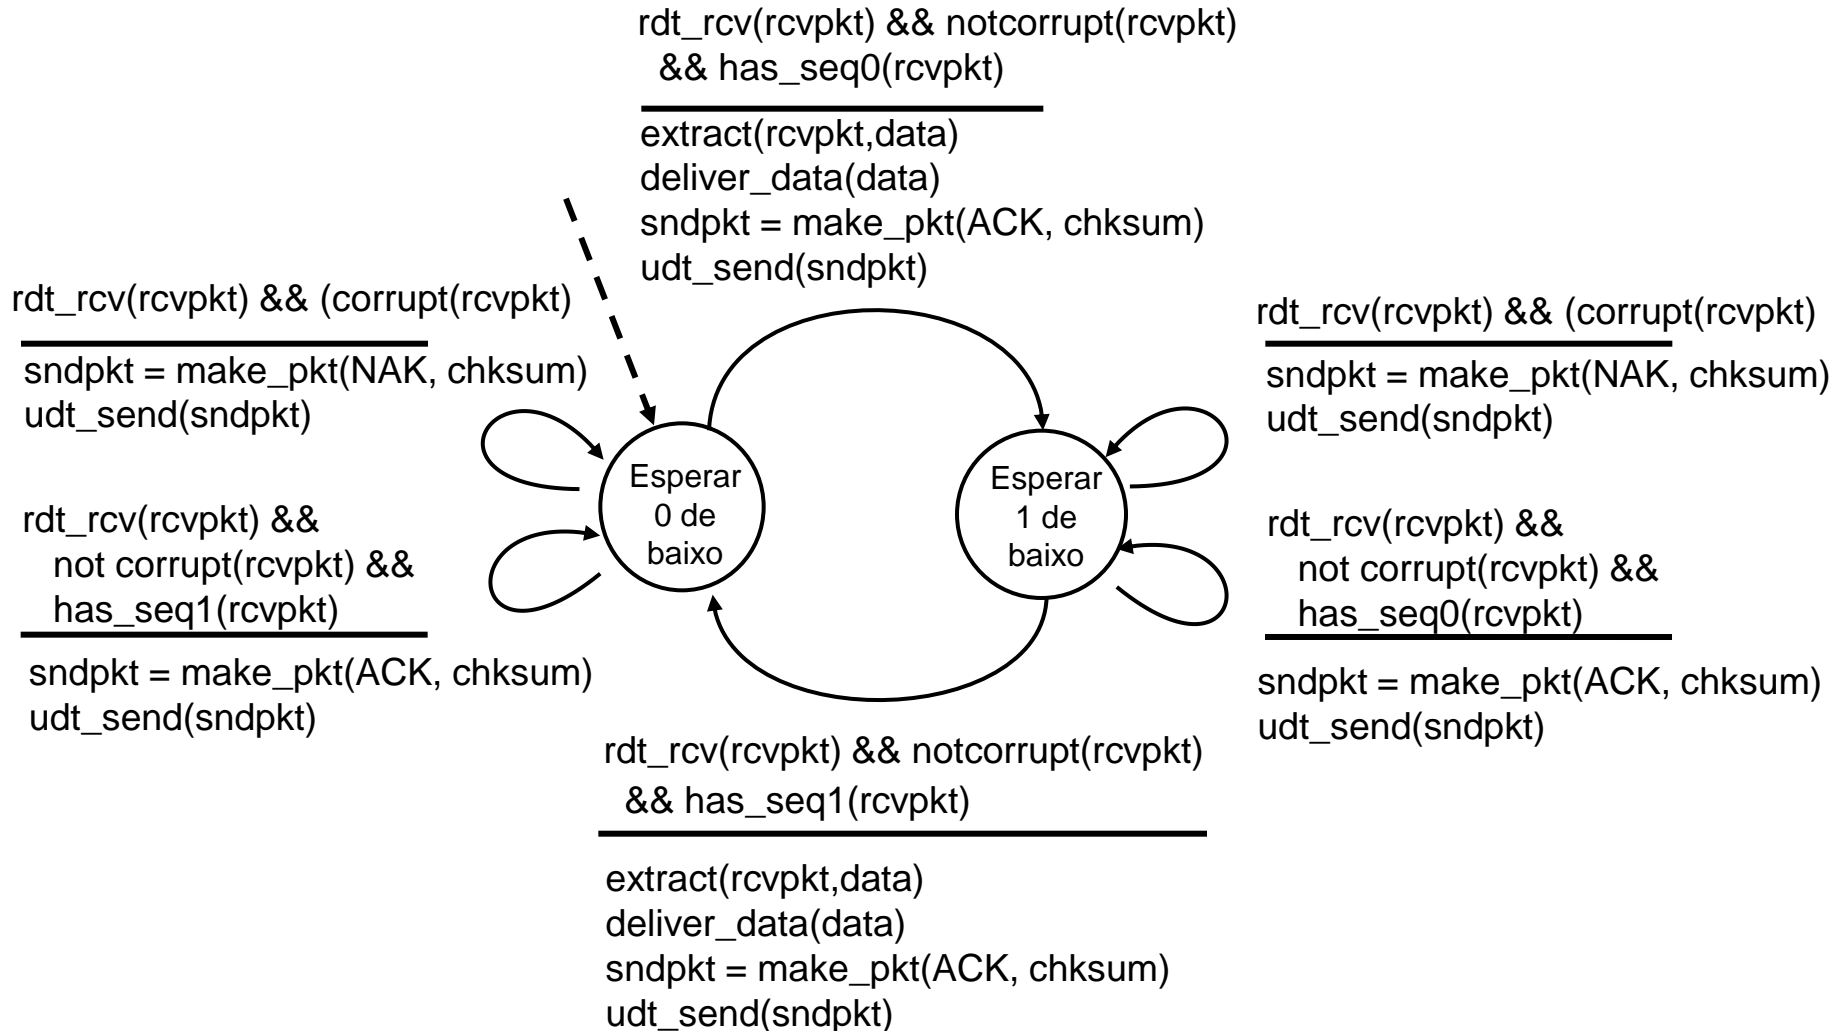 rdt_rcv(rcvpkt) && notcorrupt(rcvpkt)
&& has_seq0(rcvpkt)
extract(rcvpkt,data)
deliver_data(data)
sndpkt = make_pkt(ACK, chksum)
udt_send(sndpkt)
rdt_rcv(rcvpkt) && (corrupt(rcvpkt)
sndpkt = make_pkt(NAK, chksum)
udt_send(sndpkt)
rdt_rcv(rcvpkt) &&
not corrupt(rcvpkt) &&
has_seq1(rcvpkt)
sndpkt = make_pkt(ACK, chksum)
udt_send(sndpkt)
Esperar
0 de
baixo
Esperar
1 de
baixo
rdt_rcv(rcvpkt) && (corrupt(rcvpkt)
sndpkt = make_pkt(NAK, chksum)
udt_send(sndpkt)
rdt_rcv(rcvpkt) &&
not corrupt(rcvpkt) &&
has_seq0(rcvpkt)
sndpkt = make_pkt(ACK, chksum)
udt_send(sndpkt)
rdt_rcv(rcvpkt) && notcorrupt(rcvpkt)
&& has_seq1(rcvpkt)
extract(rcvpkt,data)
deliver_data(data)
sndpkt = make_pkt(ACK, chksum)
udt_send(sndpkt)